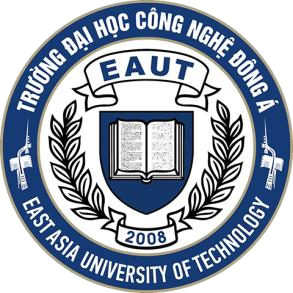 TRƯỜNG ĐẠI HỌC CÔNG NGHỆ ĐÔNG Á
EAUT
2008
EAST ASIA UNIVERSITY OF TECHNOLOGY